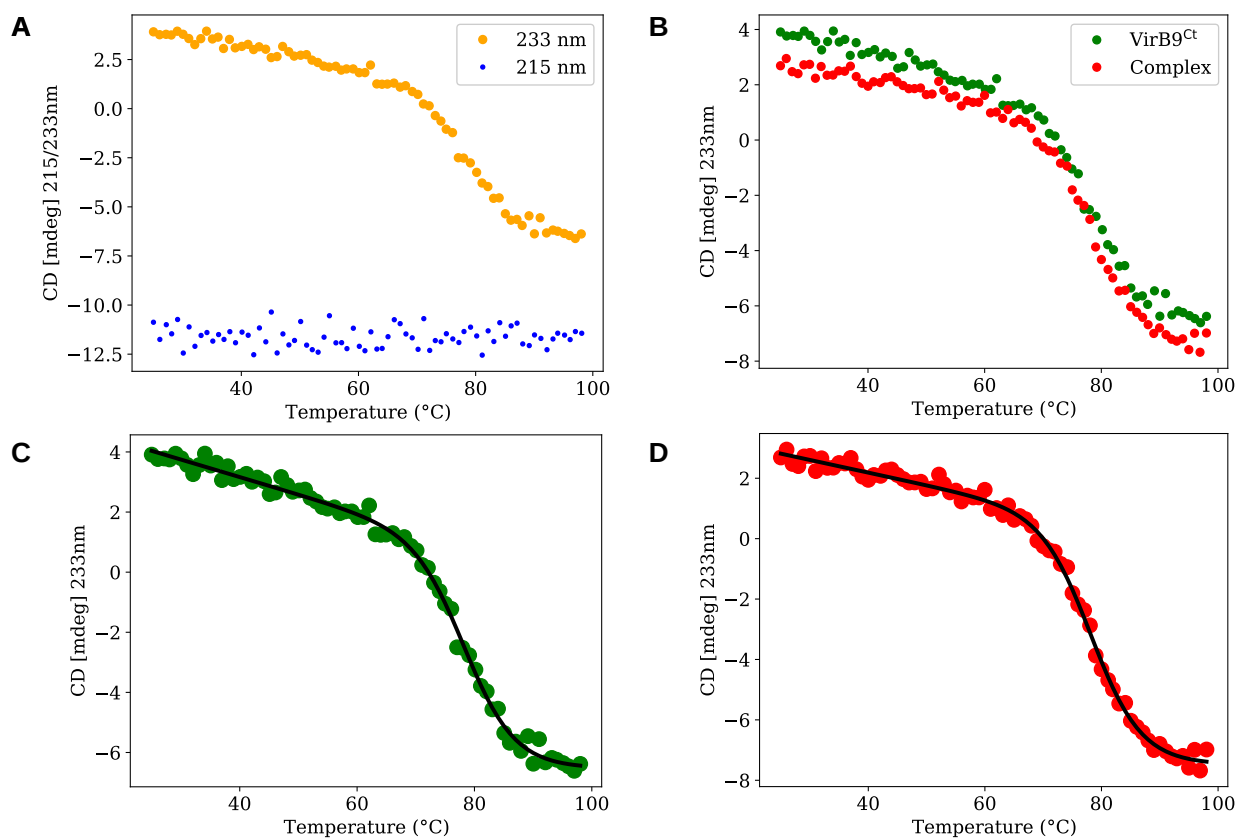 A
CD [mdeg] 215/233nm
2.5
0.0
−2.5
−5.0
−7.5
−10.0
−12.5
233 nm
215 nm
40
60
80
100
Temperature (°C)
B
CD [mdeg] 233nm
4
2
0
−2
−4
−6
−8
VirB9Ct
Complex
40
60
80
100
Temperature (°C)
C
CD [mdeg] 233nm
4
2
0
−2
−4
−6
40
60
80
100
Temperature (°C)
D
CD [mdeg] 233nm
2
0
−2
−4
−6
−8
40
60
80
100
Temperature (°C)